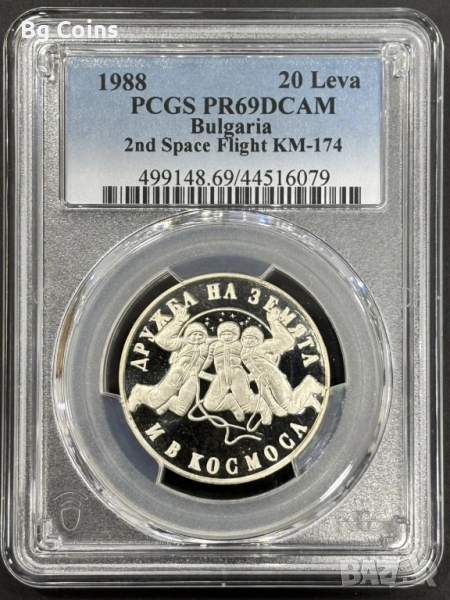 Bg Coins
1988 20 Leva
PCGS PR69DCAM
Bulgaria
2nd Space Flight KM-174
499148.69/44516079
ДРУЖБА НА ЗЕМЯТА
И В КОСМОСА